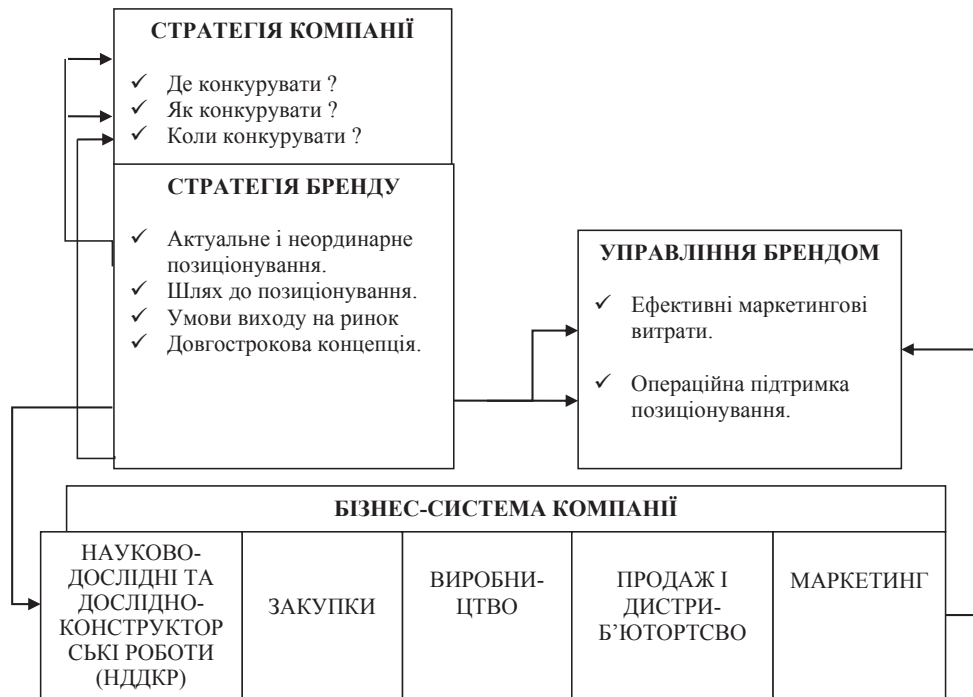 СТРАТЕГІЯ КОМПАНІЇ
✓ Де конкурувати ?
✓ Як конкурувати ?
✓ Коли конкурувати ?
СТРАТЕГІЯ БРЕНДУ
✓ Актуальне і неординарне
позиціонування.
✓ Шлях до позиціонування.
✓ Умови виходу на ринок
✓ Довгострокова концепція.
УПРАВЛІННЯ БРЕНДОМ
✓ Ефективні маркетингові
витрати.
✓ Операційна підтримка
позиціонування.
БІЗНЕС-СИСТЕМА КОМПАНІЇ
НАУКОВО-
ДОСЛІДНІ ТА
ДОСЛІДНО-
КОНСТРУКТОР
СЬКІ РОБОТИ
(НДДКР)
ЗАКУПКИ
ВИРОБНИ-
ЦТВО
ПРОДАЖ І
ДИСТРИ-
Б’ЮТОРТСВО
МАРКЕТИНГ